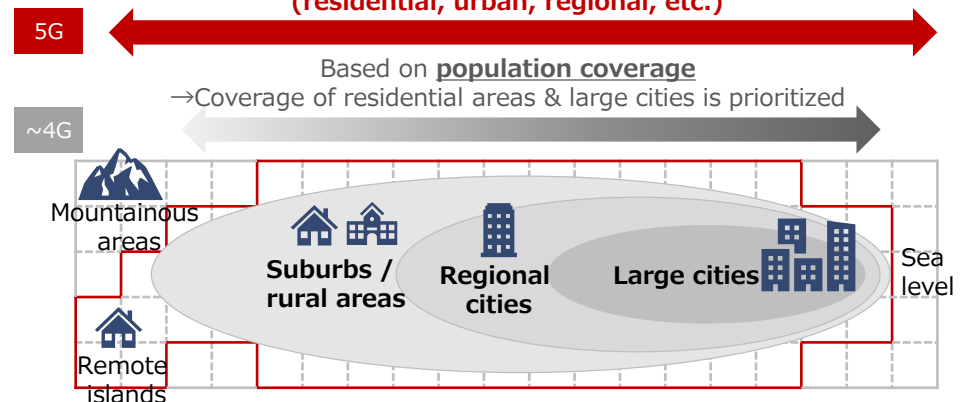 (residential, urban, regional, etc.)
5G
Based on population coverage
→Coverage of residential areas & large cities is prioritized
~4G
Mountainous
areas
Suburbs /
rural areas
Regional
cities
Large cities
Sea
level
Remote
islands